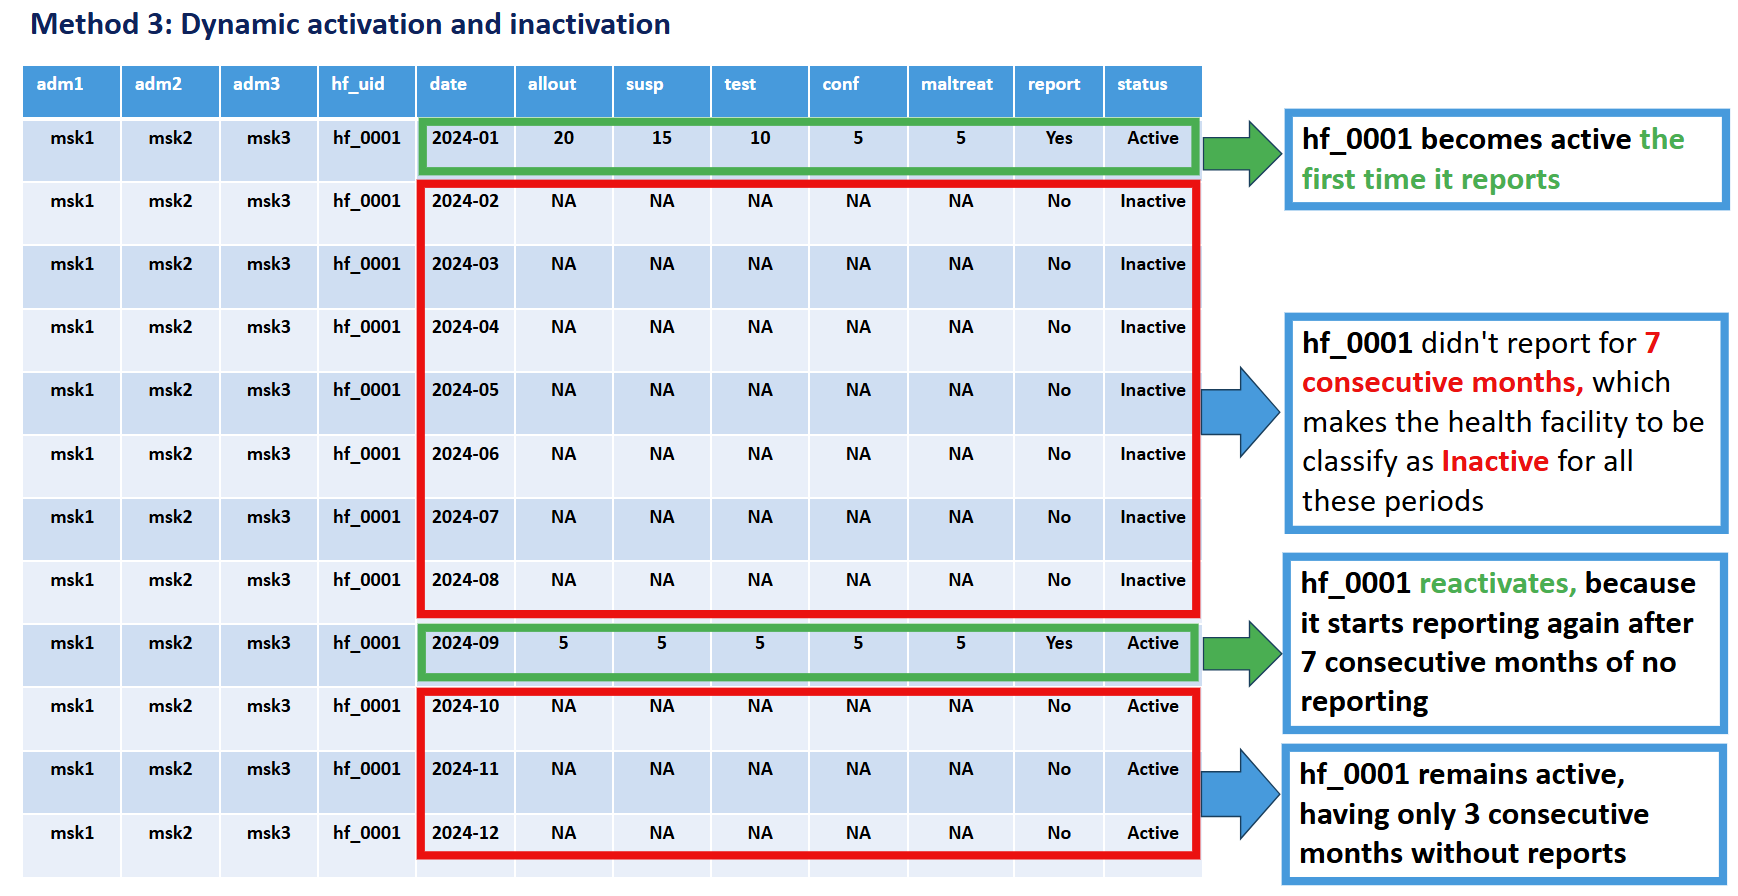 Method 3: Dynamic activation and inactivation
adm1 adm2 adm3 hf_uid date allout susp test conf maltreat report status
msk1 msk2 msk3 hf_0001 2024-01 20 15 10 5 5 Yes Active
msk1 msk2 msk3 hf_0001 2024-02 NA NA NA NA NA No Inactive
msk1 msk2 msk3 hf_0001 2024-03 NA NA NA NA NA No Inactive
msk1 msk2 msk3 hf_0001 2024-04 NA NA NA NA NA No Inactive
msk1 msk2 msk3 hf_0001 2024-05 NA NA NA NA NA No Inactive
msk1 msk2 msk3 hf_0001 2024-06 NA NA NA NA NA No Inactive
msk1 msk2 msk3 hf_0001 2024-07 NA NA NA NA NA No Inactive
msk1 msk2 msk3 hf_0001 2024-08 NA NA NA NA NA No Inactive
msk1 msk2 msk3 hf_0001 2024-09 5 5 5 5 5 Yes Active
msk1 msk2 msk3 hf_0001 2024-10 NA NA NA NA NA No Active
msk1 msk2 msk3 hf_0001 2024-11 NA NA NA NA NA No Active
msk1 msk2 msk3 hf_0001 2024-12 NA NA NA NA NA No Active
hf_0001 becomes active the
first time it reports
hf_0001 didn't report for 7
consecutive months, which
makes the health facility to be
classify as Inactive for all
these periods
hf_0001 reactivates, because
it starts reporting again after
7 consecutive months of no
reporting
hf_0001 remains active,
having only 3 consecutive
months without reports